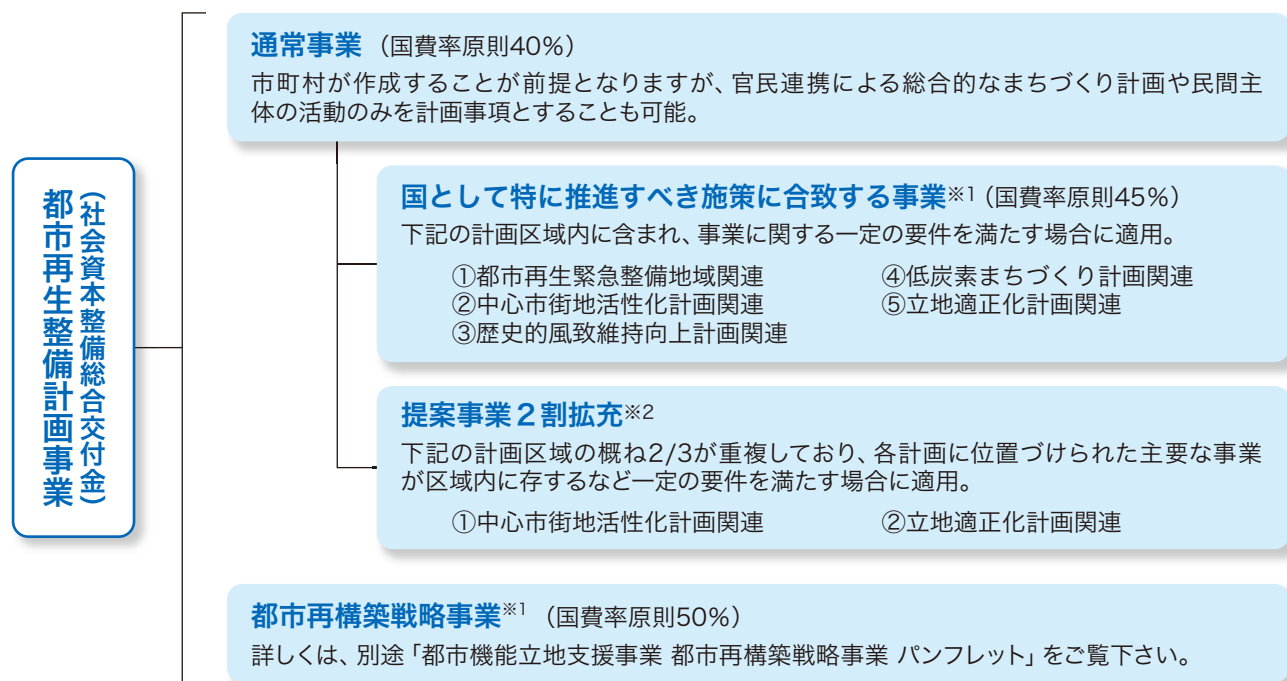 都市再生整備計画事業
（社会資本整備総合交付金）
通常事業（国費率原則40%）
市町村が作成することが前提となりますが、官民連携による総合的なまちづくり計画や民間主
体の活動のみを計画事項とすることも可能。
国として特に推進すべき施策に合致する事業※1（国費率原則45%）
下記の計画区域内に含まれ、事業に関する一定の要件を満たす場合に適用。
①都市再生緊急整備地域関連 ④低炭素まちづくり計画関連
②中心市街地活性化計画関連 ⑤立地適正化計画関連
③歴史的風致維持向上計画関連
提案事業２割拡充※2
下記の計画区域の概ね2/3が重複しており、各計画に位置づけられた主要な事業
が区域内に存するなど一定の要件を満たす場合に適用。
①中心市街地活性化計画関連 ②立地適正化計画関連
都市再構築戦略事業※1（国費率原則50%）
詳しくは、別途「都市機能立地支援事業 都市再構築戦略事業 パンフレット」をご覧下さい。